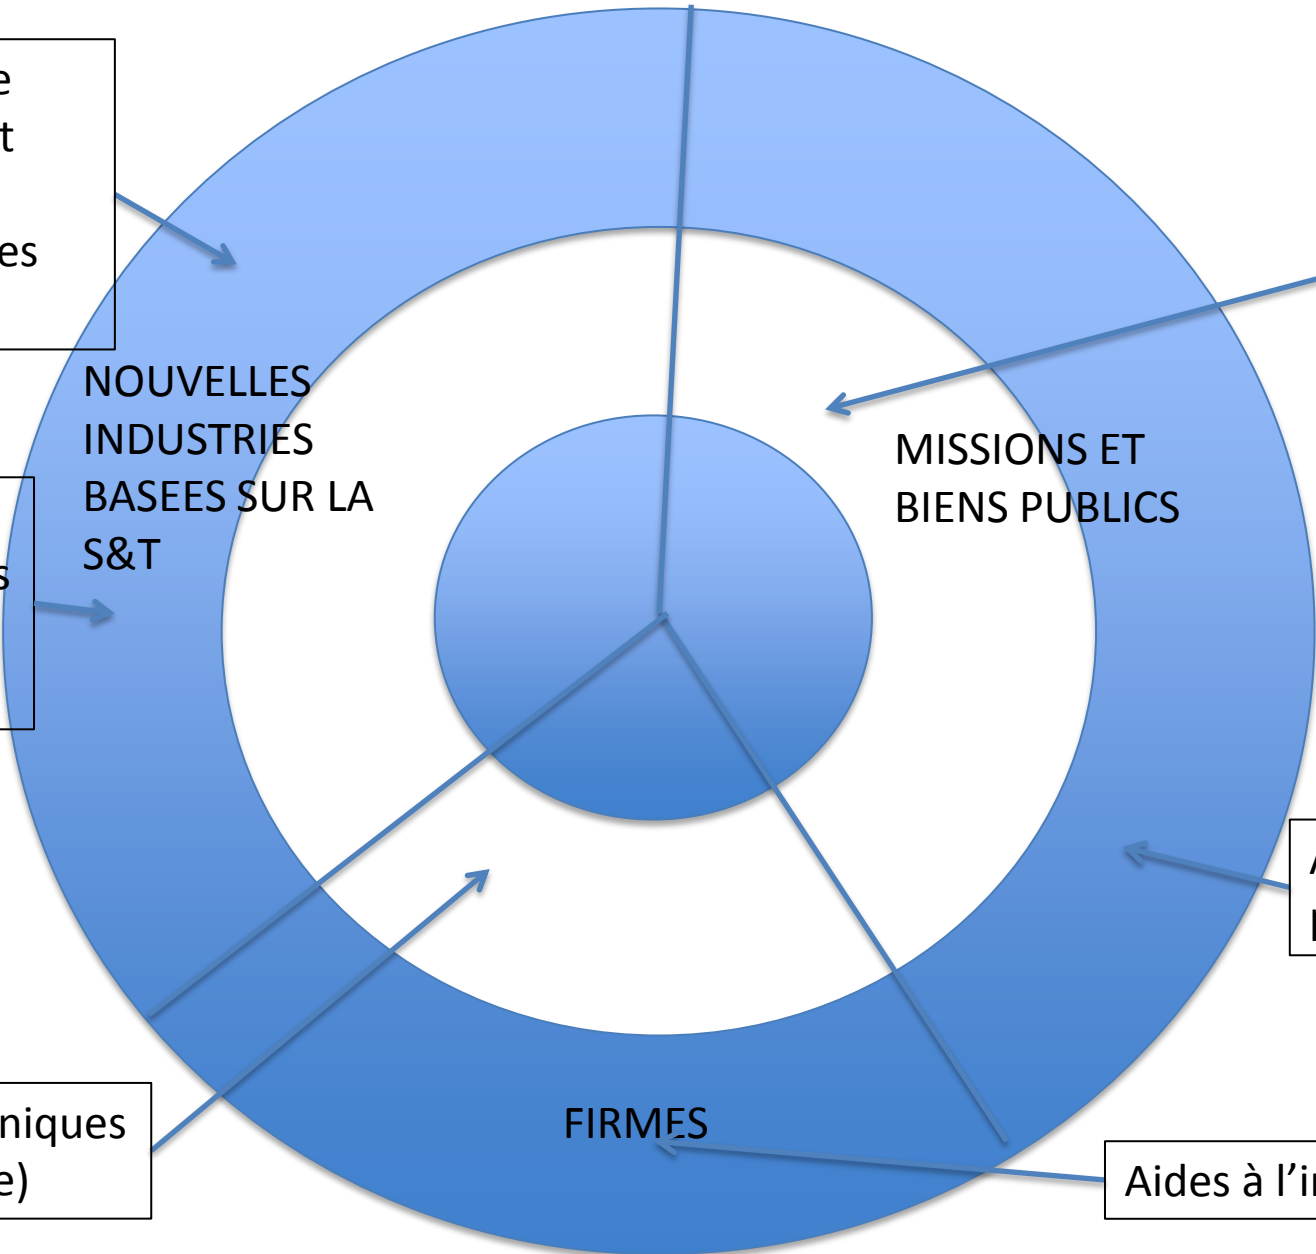 e
t
es
NOUVELLES
INDUSTRIES
BASEES SUR LA
S&T
s
MISSIONS ET
BIENS PUBLICS
A
niques
e)
FIRMES
Aides à l'i